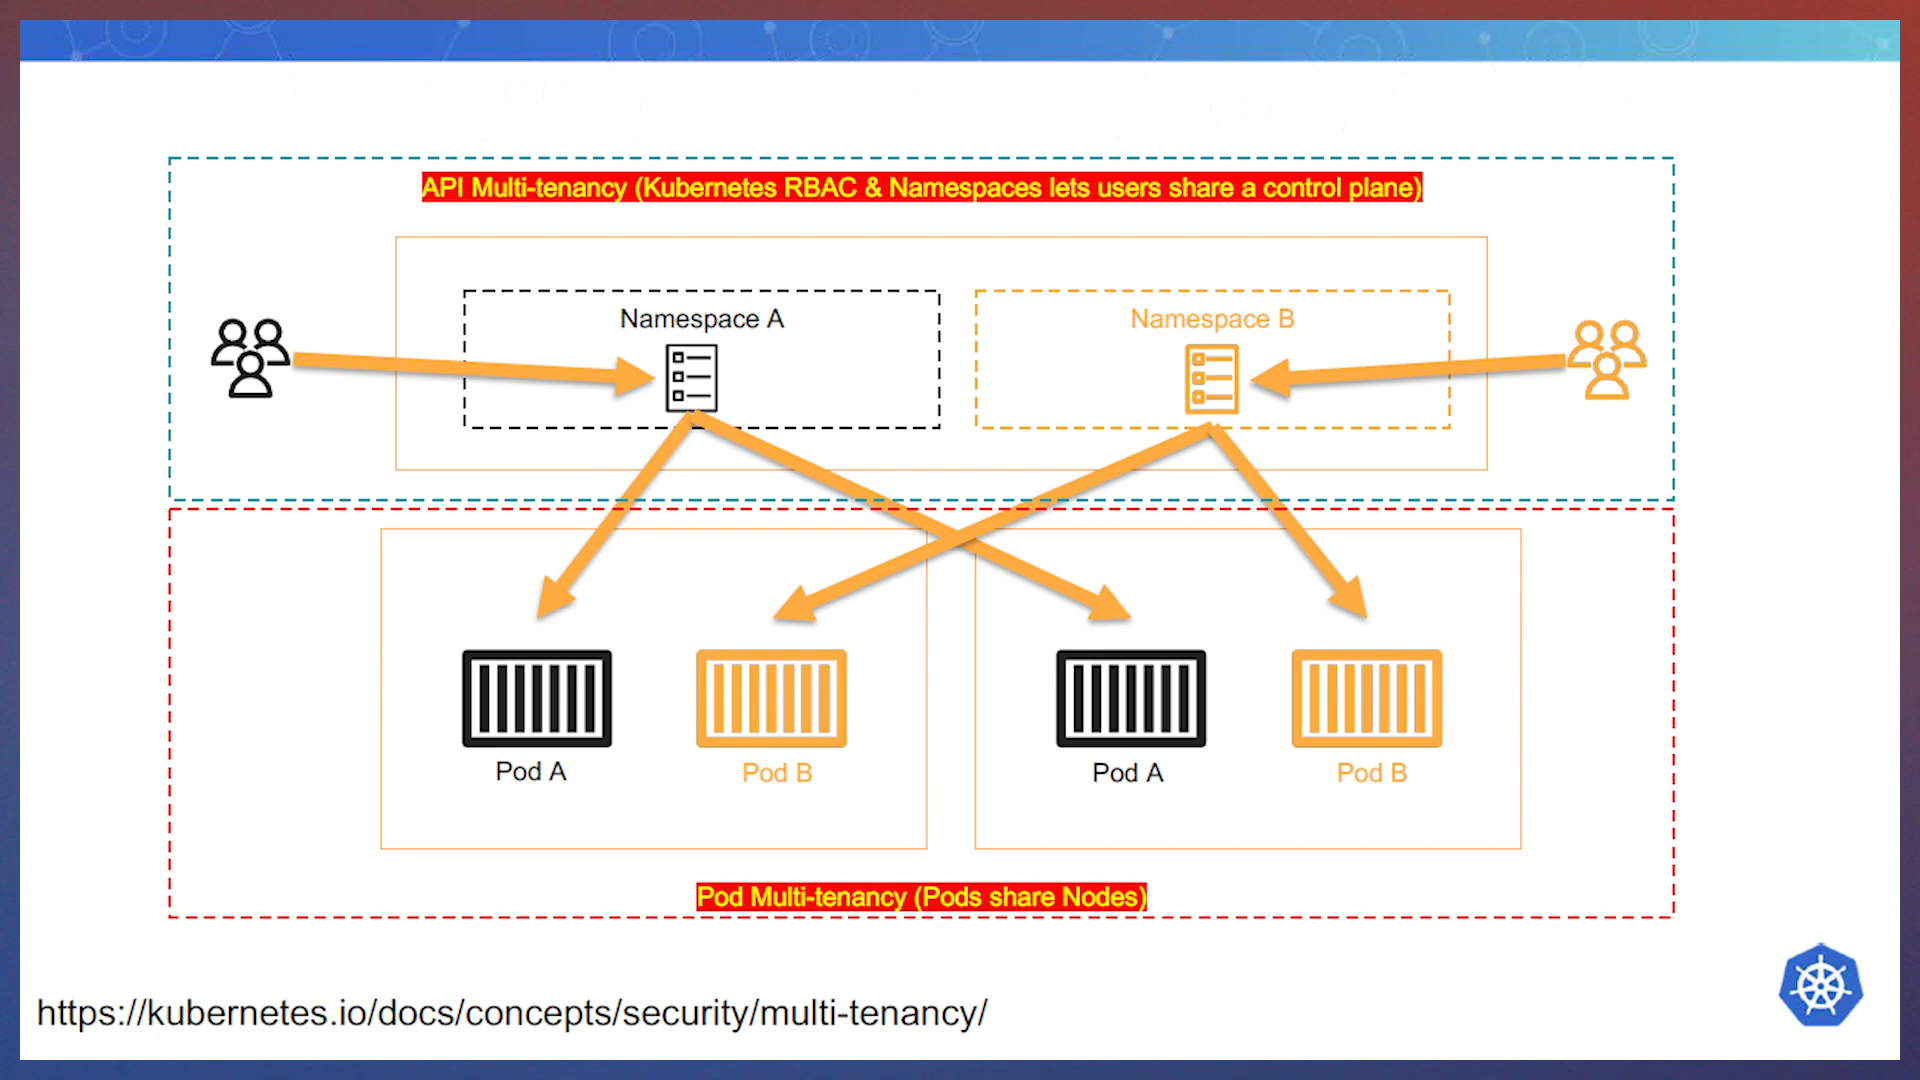 API Multi-tenancy (Kubernetes RBAC & Namespaces lets users share a control plane)
Namespace A
Namespace B
Pod A
Pod B
Pod A
Pod B
Pod Multi-tenancy (Pods share Nodes)
https://kubernetes.io/docs/concepts/security/multi-tenancy/